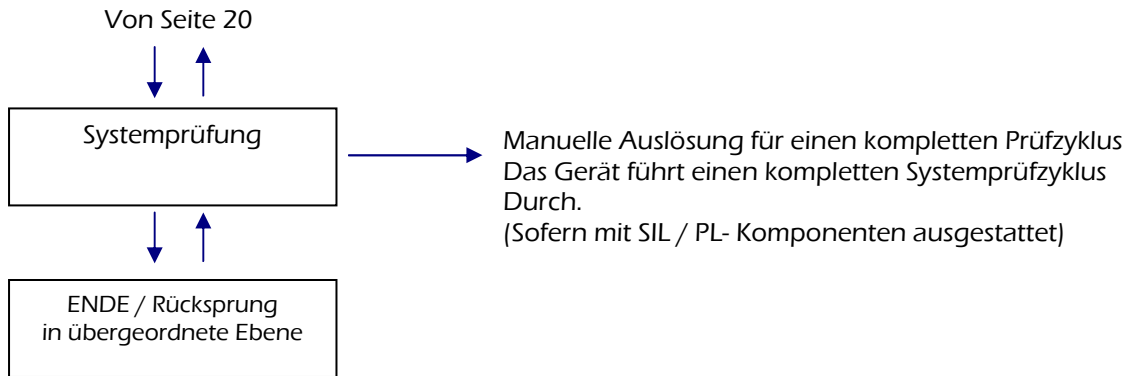 Von Seite 20
Systemprüfung
Manuelle Auslösung für einen kompletten Prüfzyklus
Das Gerät führt einen kompletten Systemprüfzyklus
Durch.
(Sofern mit SIL / PL- Komponenten ausgestattet)
ENDE / Rücksprung
in übergeordnete Ebene